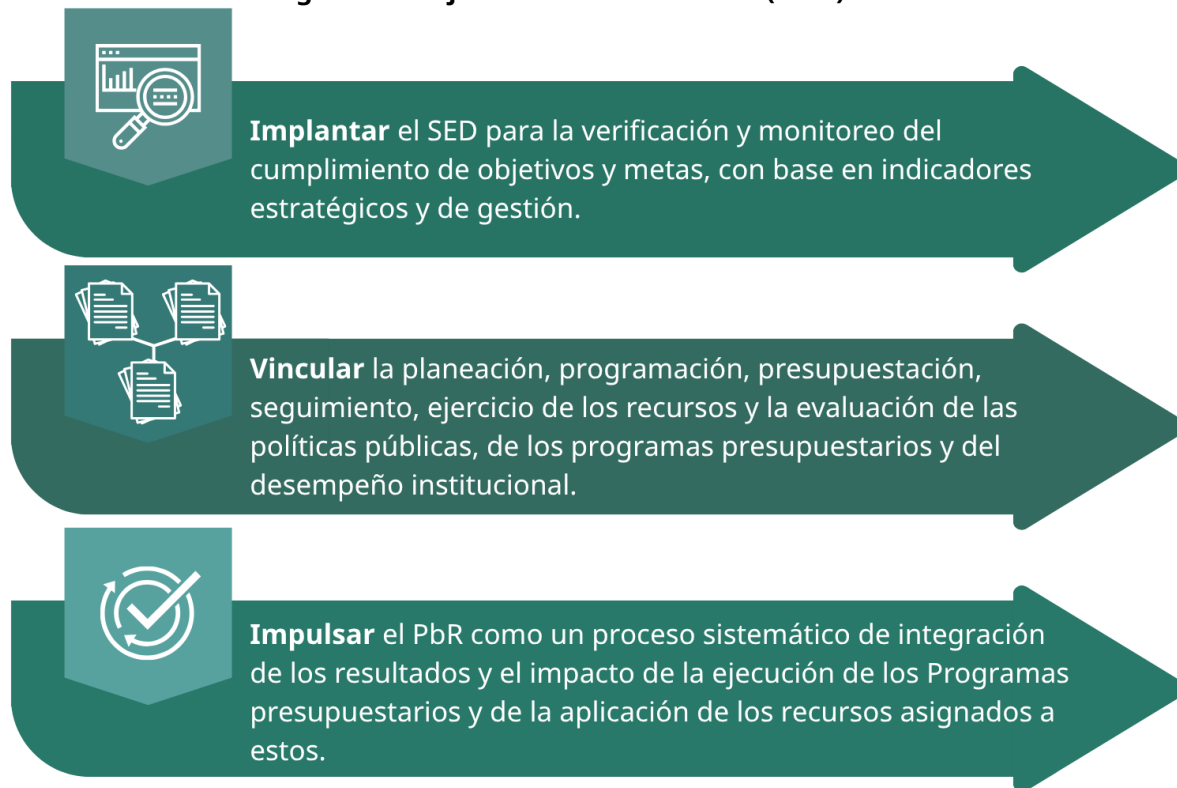 Implantar el SED para la verificación y monitoreo del
cumplimiento de objetivos y metas, con base en indicadores
estratégicos y de gestión.
Vincular la planeación, programación, presupuestación,
seguimiento, ejercicio de los recursos y la evaluación de las
políticas públicas, de los programas presupuestarios y del
desempeño institucional.
Impulsar el PbR como un proceso sistemático de integración
de los resultados y el impacto de la ejecución de los Programas
presupuestarios y de la aplicación de los recursos asignados a
estos.